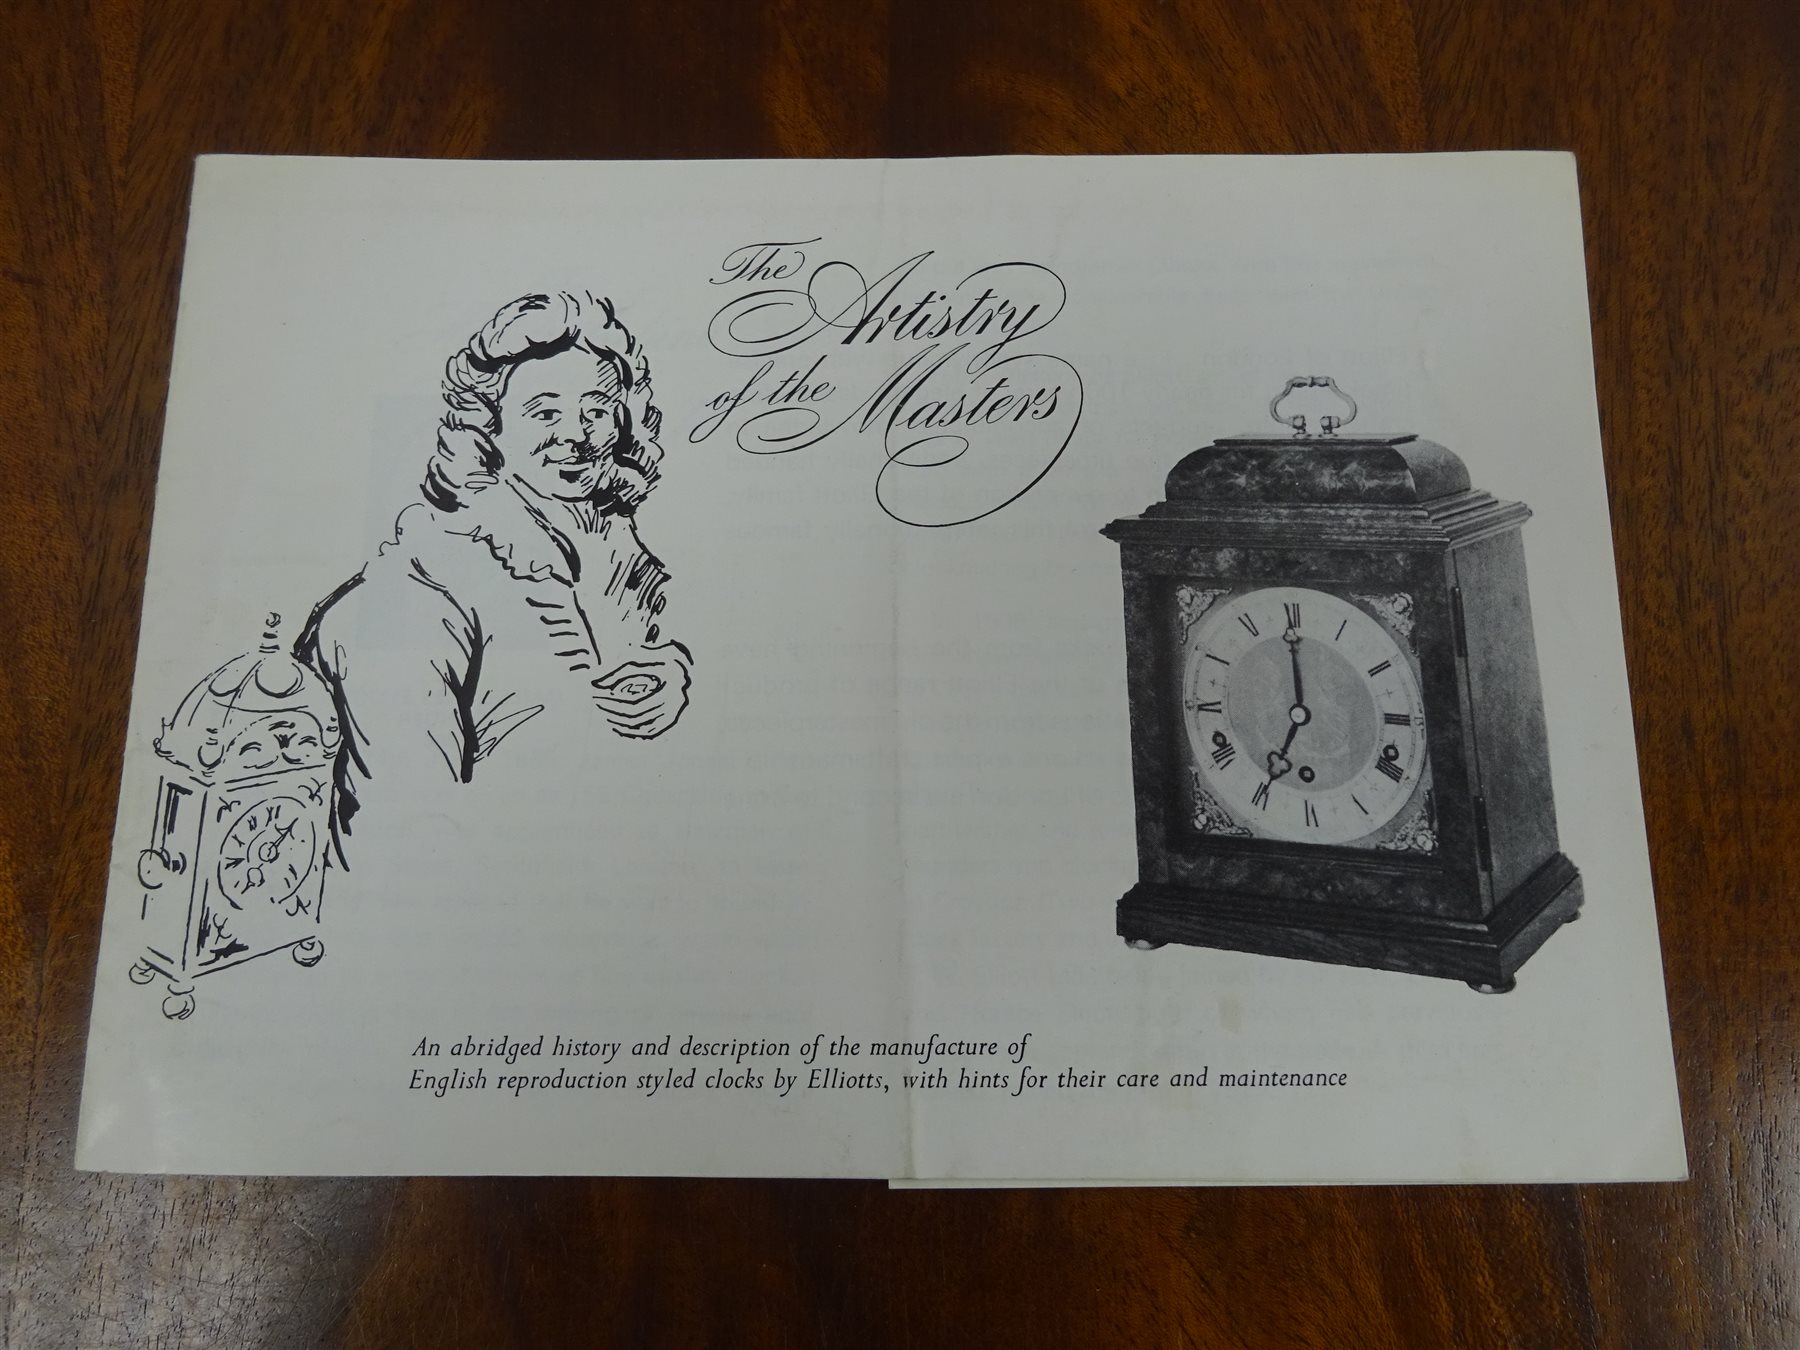 The
Artistry
of the Masters
An abridged history and description of the manufacture of
English reproduction styled clocks by Elliotts, with hints for their care and maintenance